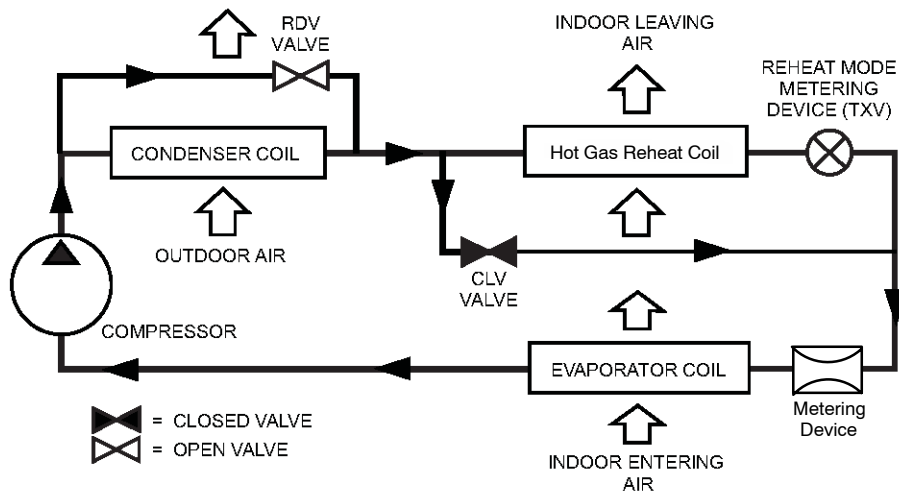 RDV
VALVE
INDOOR LEAVING
AIR
REHEAT MODE
METERING
DEVICE (TXV)
CONDENSER COIL
Hot Gas Reheat Coil
OUTDOOR AIR
CLV
VALVE
COMPRESSOR
EVAPORATOR COIL
Metering
Device
= CLOSED VALVE
= OPEN VALVE
INDOOR ENTERING
AIR